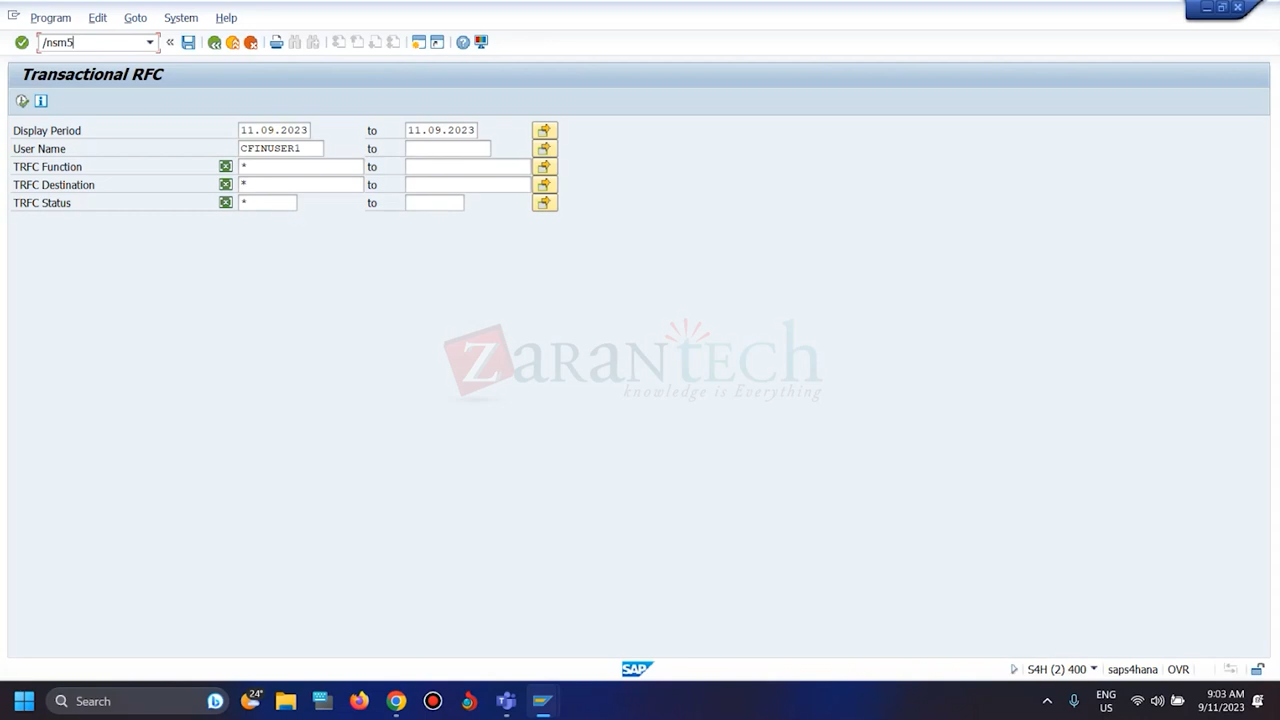 Program Edit Goto System Help
/nsm5
Transactional RFC
Display Period 11.09.2023 to 11.09.2023
User Name CFINUSER1 to
TRFC Function * to
TRFC Destination * to
TRFC Status * to
ZARANTECH
knowledge is Everything
SAP S4H (2) 400 saps4hana OVR
Search 24° ENG 9:03 AM
US 9/11/2023